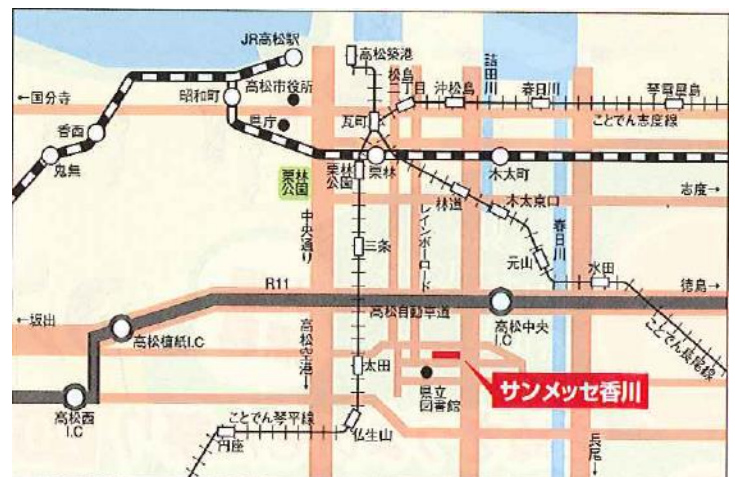 JR高松駅
高松築港
←国分寺
昭和町
高松市役所
県庁
松島
二丁目
沖松島
詰田川
春日川
琴電屋島
ことでん志度線
瓦町
香西
鬼無
栗林
公園
栗林
公園
栗林
木太町
志度→
中央通り
三条
レインボーロード
林道
木太東口
春日川
元山
水田
R11
高松自動車道
徳島→
←坂出
高松檀紙I.C
高松空港→
高松中央
I.C
ことでん長尾線
太田
県立
図書館
サンメッセ香川
高松西
I.C
ことでん琴平線
円座
仏生山
長尾→